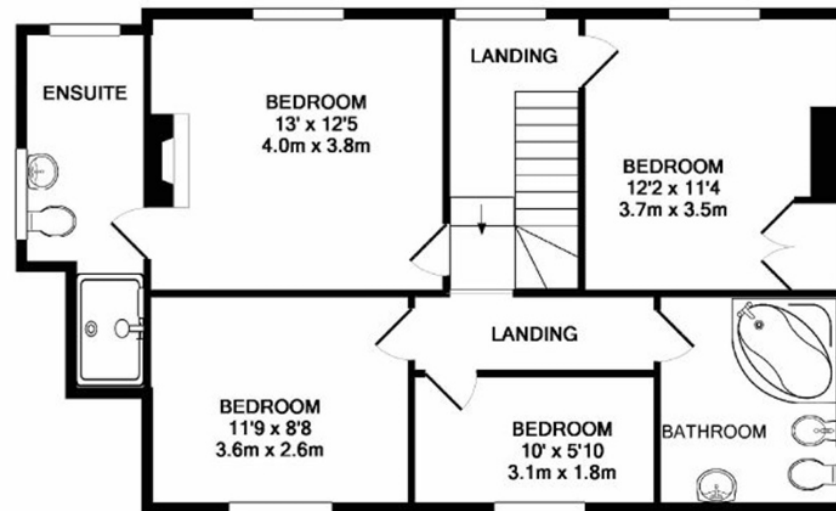 ENSUITE
BEDROOM
13' x 12'5
4.0m x 3.8m
LANDING
BEDROOM
12'2 x 11'4
3.7m x 3.5m
LANDING
BEDROOM
11'9 x 8'8
3.6m x 2.6m
BEDROOM
10' x 5'10
3.1m x 1.8m
BATHROOM